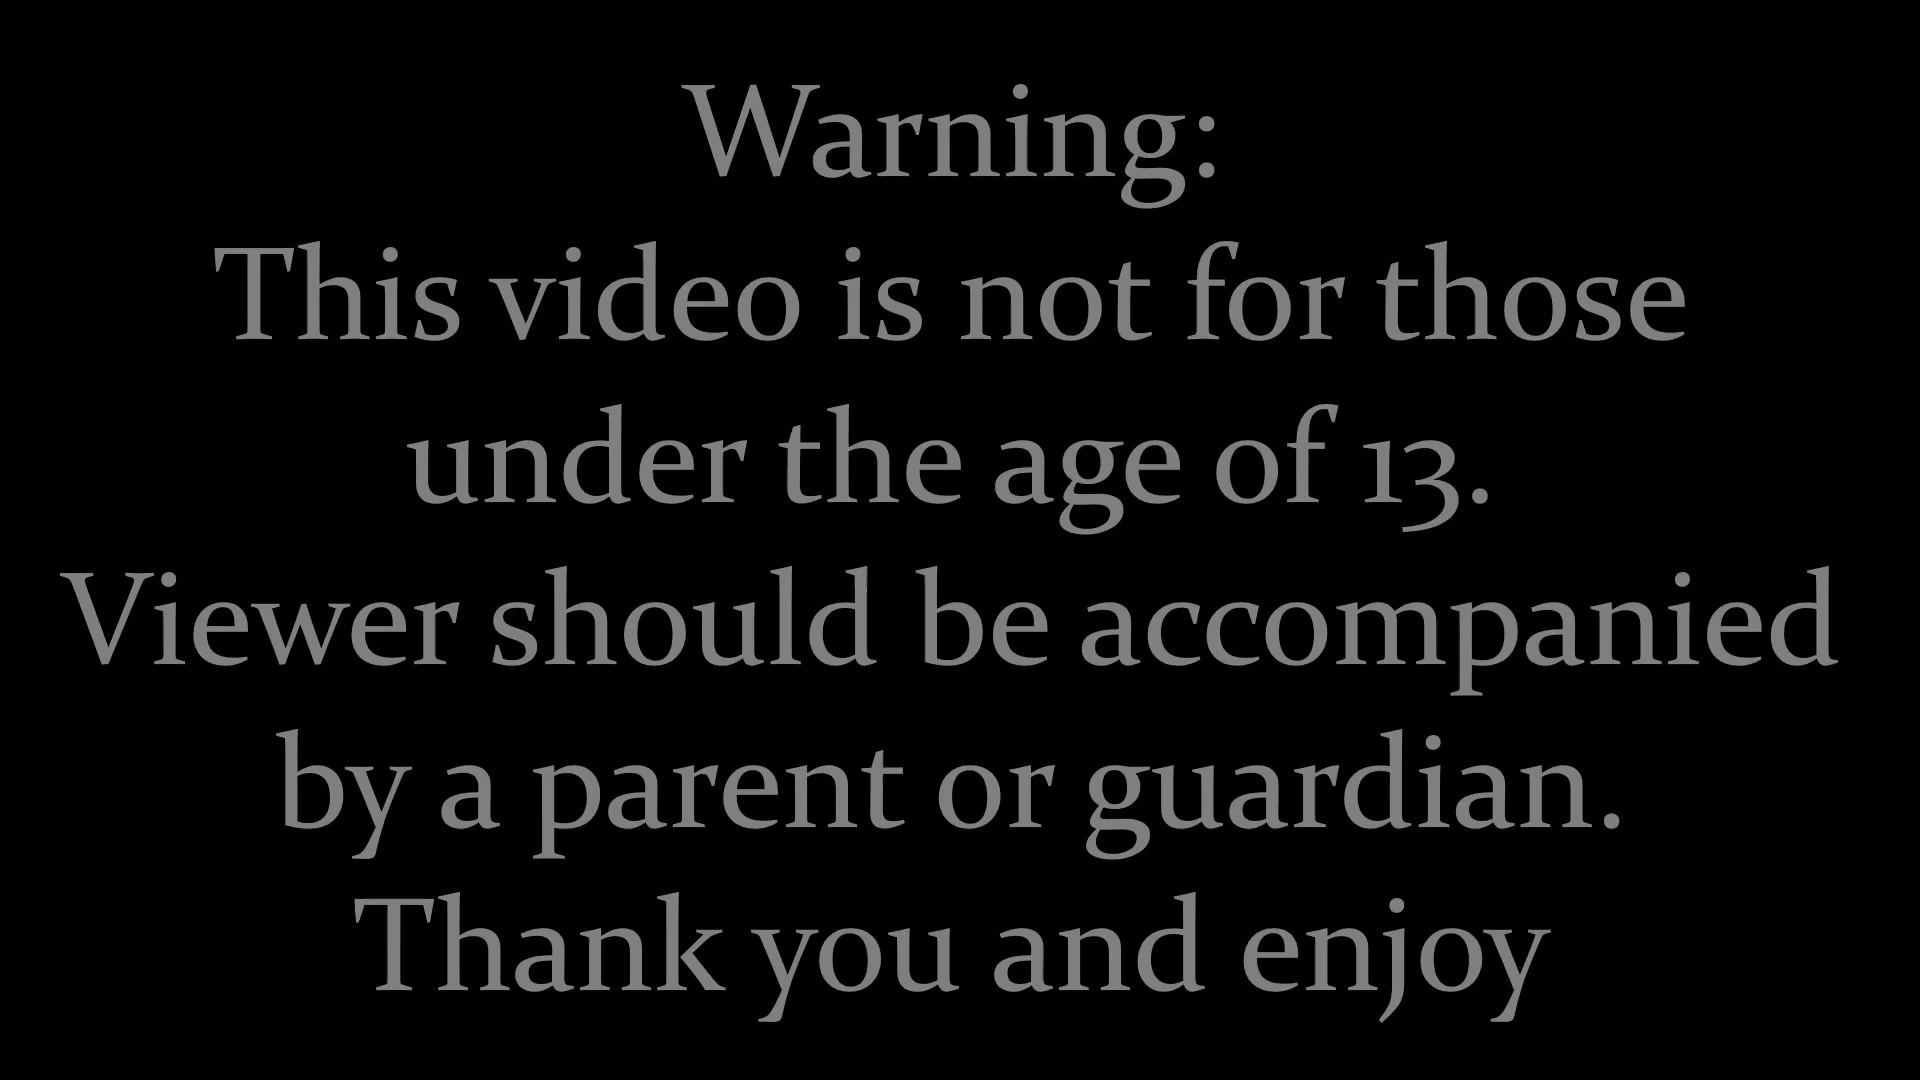 Warning:
This video is not for those
under the age of 13.
Viewer should be accompanied
by a parent or guardian.
Thank you and enjoy